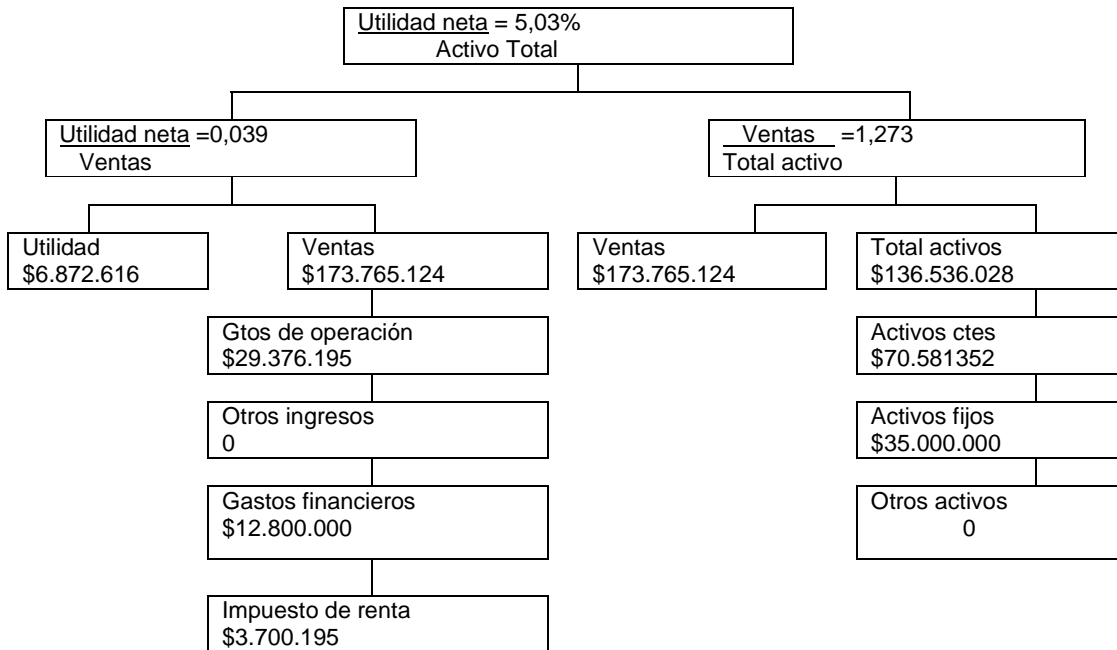 Utilidad neta = 5,03%
Activo Total
Utilidad neta =0,039
Ventas
Ventas =1,273
Total activo
Utilidad
$6.872.616
Ventas
$173.765.124
Ventas
$173.765.124
Total activos
$136.536.028
Gtos de operación
$29.376.195
Activos ctes
$70.581352
Otros ingresos
0
Activos fijos
$35.000.000
Gastos financieros
$12.800.000
Otros activos
0
Impuesto de renta
$3.700.195